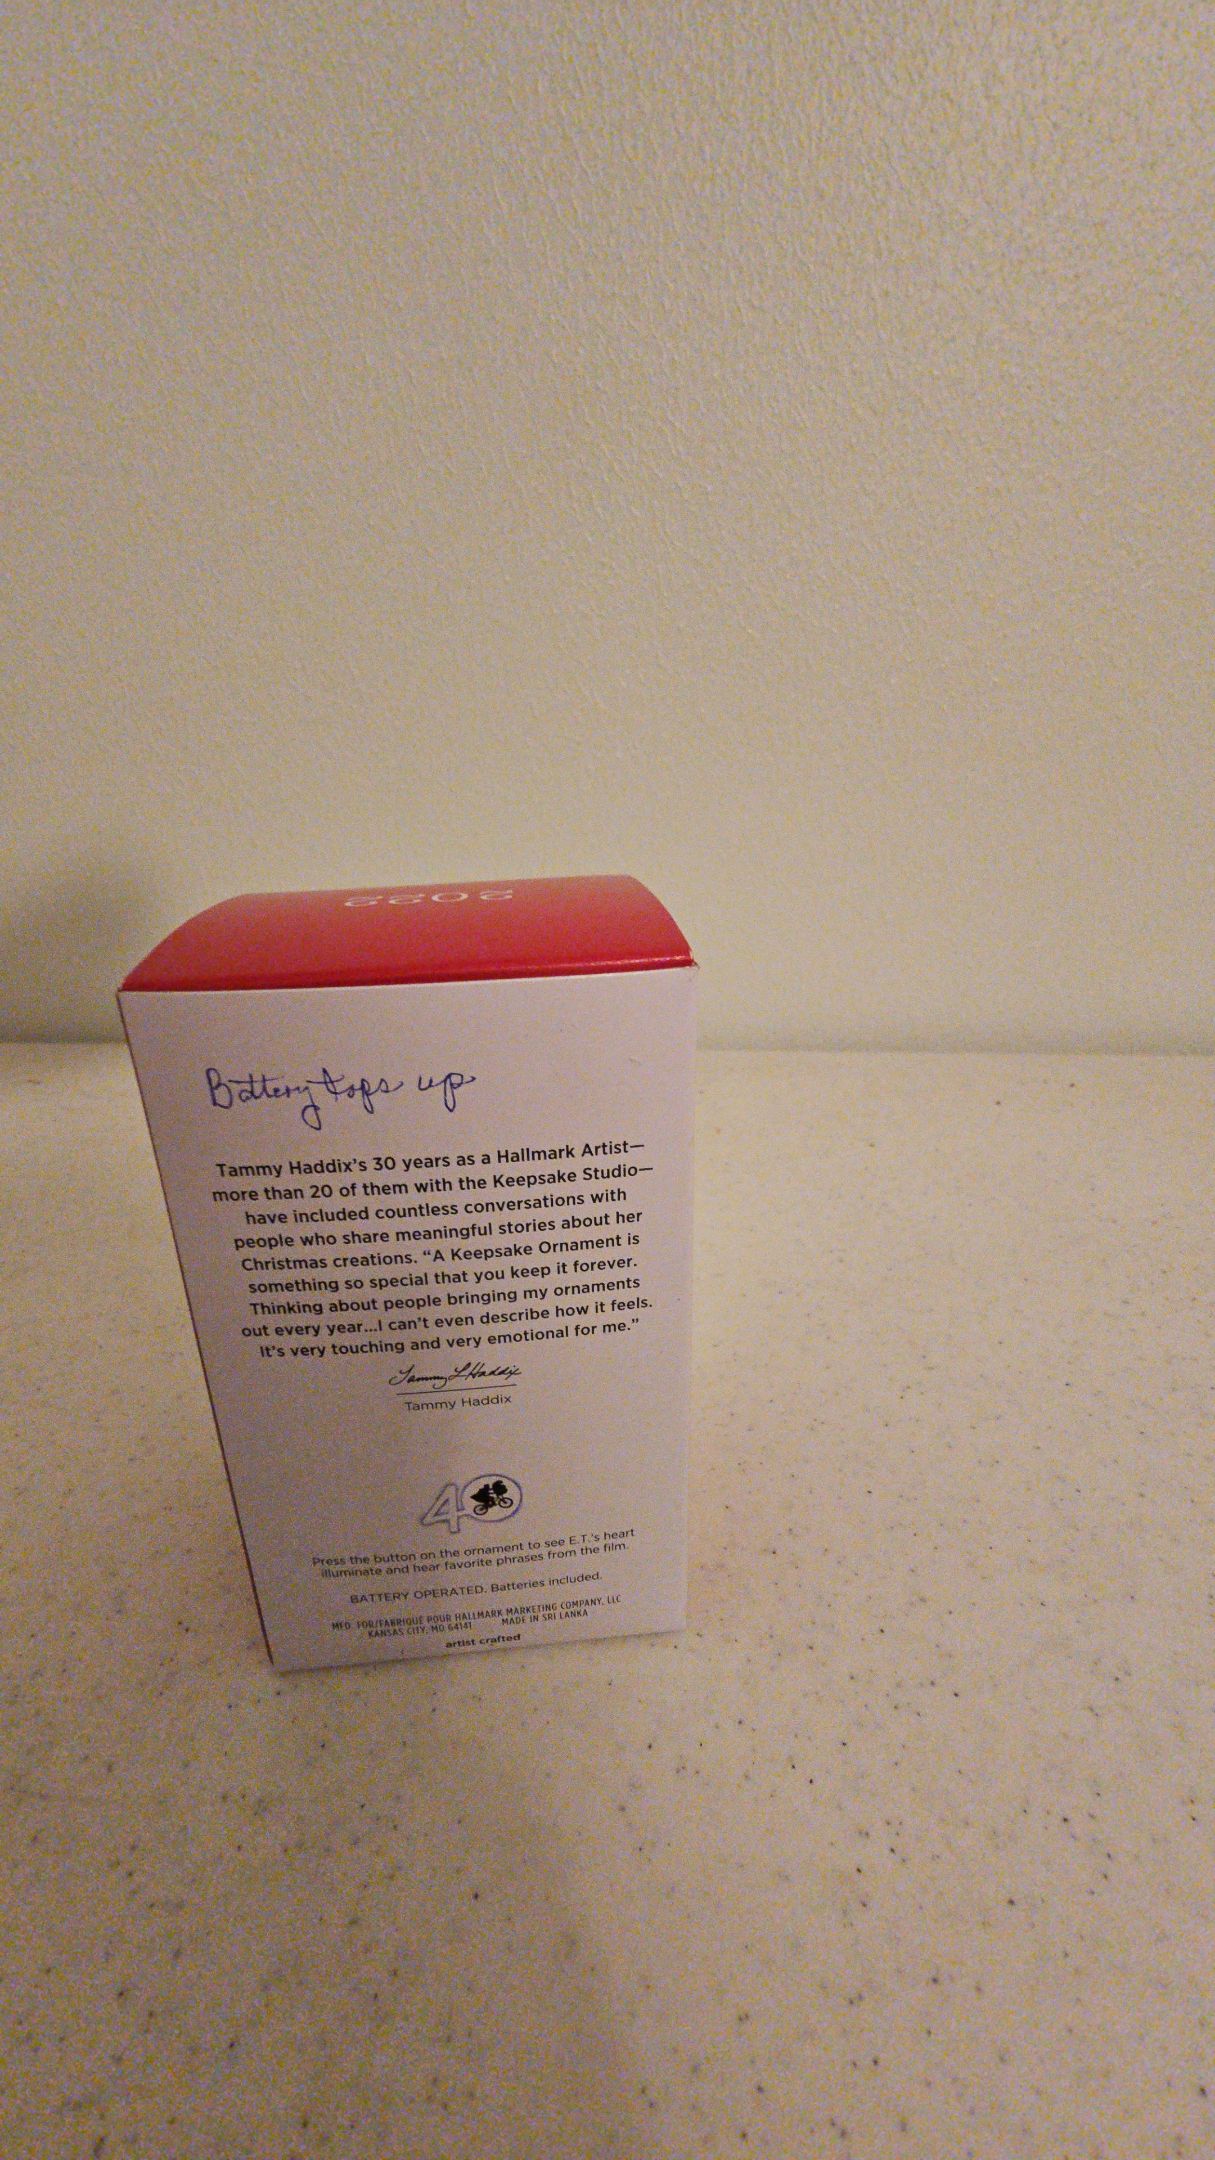 2022
Battery tops up
Tammy Haddix's 30 years as a Hallmark Artist—
more than 20 of them with the Keepsake Studio—
have included countless conversations with
people who share meaningful stories about her
Christmas creations. “A Keepsake Ornament is
something so special that you keep it forever.
Thinking about people bringing my ornaments
out every year...I can't even describe how it feels.
It's very touching and very emotional for me.”
Tammy L Haddix
Tammy Haddix
40
Press the button on the ornament to see E.T.'s heart
illuminate and hear favorite phrases from the film.
BATTERY OPERATED. Batteries included.
MFD. FOR/FABRIQUÉ POUR HALLMARK MARKETING COMPANY, LLC
KANSAS CITY, MO 64141 MADE IN SRI LANKA
artist crafted